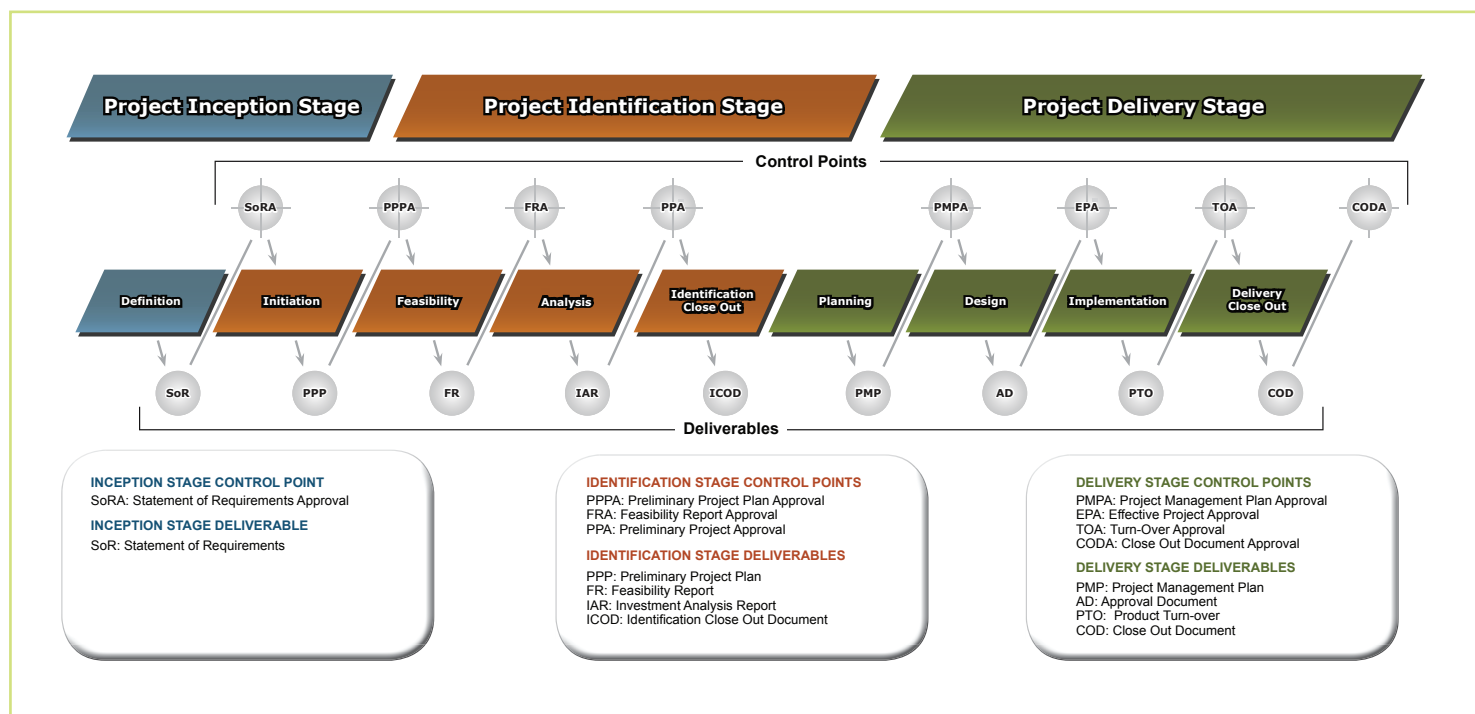 Project Inception Stage
Project Identification Stage
Project Delivery Stage
Control Points
SoRA
PPPA
FRA
PPA
PMPA
EPA
TOA
CODA
Definition
Initiation
Feasibility
Analysis
Identification
Close Out
Planning
Design
Implementation
Delivery
Close Out
SoR
PPP
FR
IAR
ICOD
PMP
AD
PTO
COD
Deliverables
INCEPTION STAGE CONTROL POINT
SoRA: Statement of Requirements Approval
INCEPTION STAGE DELIVERABLE
SoR: Statement of Requirements
IDENTIFICATION STAGE CONTROL POINTS
PPPA: Preliminary Project Plan Approval
FRA: Feasibility Report Approval
PPA: Preliminary Project Approval
IDENTIFICATION STAGE DELIVERABLES
PPP: Preliminary Project Plan
FR: Feasibility Report
IAR: Investment Analysis Report
ICOD: Identification Close Out Document
DELIVERY STAGE CONTROL POINTS
PMPA: Project Management Plan Approval
EPA: Effective Project Approval
TOA: Turn-Over Approval
CODA: Close Out Document Approval
DELIVERY STAGE DELIVERABLES
PMP: Project Management Plan
AD: Approval Document
PTO: Product Turn-over
COD: Close Out Document